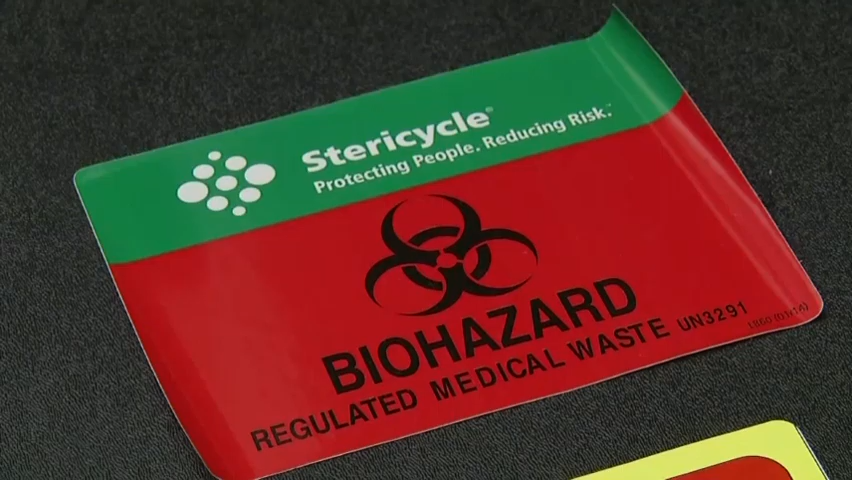 Stericycle®
Protecting People. Reducing Risk.™
BIOHAZARD
REGULATED MEDICAL WASTE UN3291